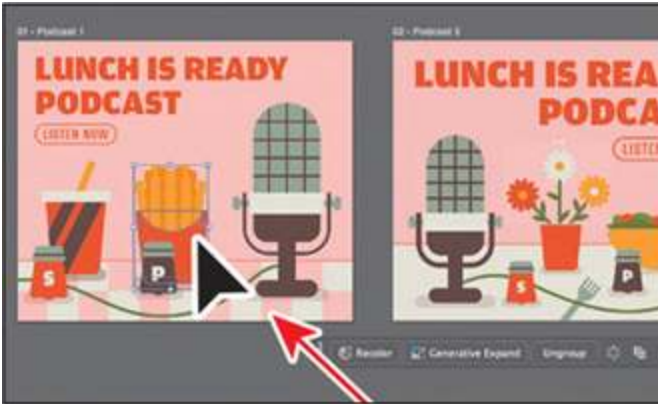 01 - Podcast 1
LUNCH IS READY
PODCAST
LISTEN NOW
S
P
02 - Podcast 2
LUNCH IS REA
PODCA
LISTE
S
P
Recolor
Generative Expand
Ungroup